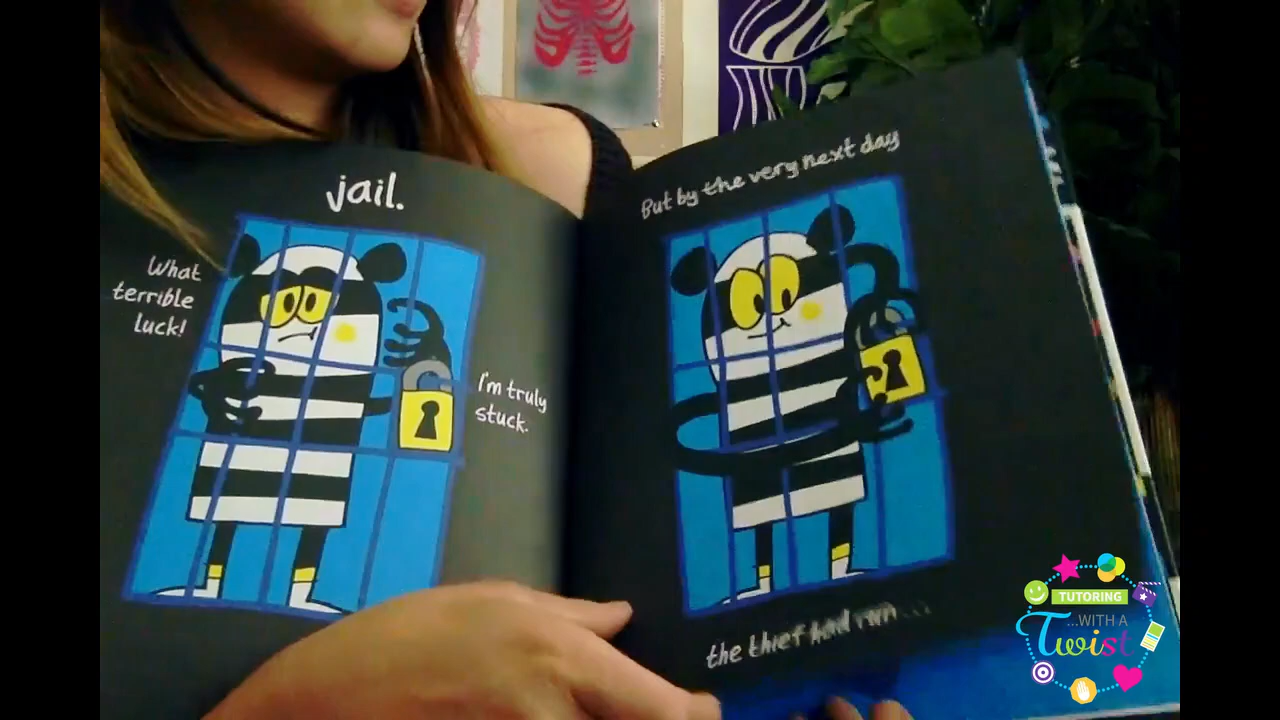 jail.
What
terrible
luck!
I'm truly
stuck.
But by the very next day
the thief had run...
TUTORING
...WITH A
Twist